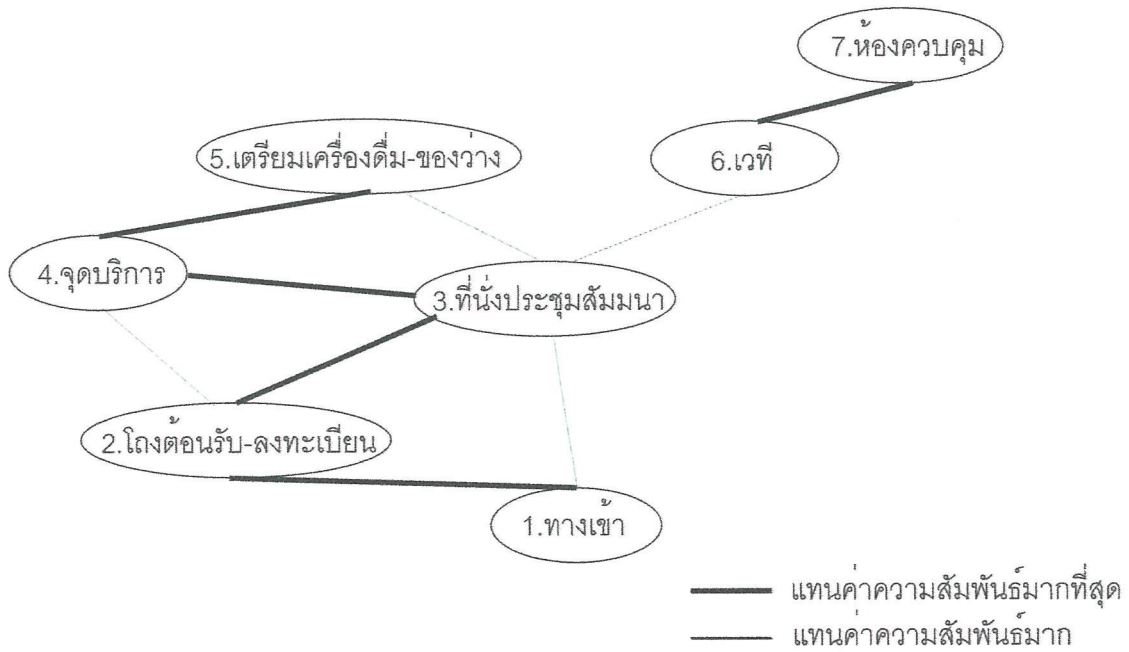 7.ห้องควบคุม
5.เตรียมเครื่องดื่ม-ของว่าง
6.เวที
4.จุดบริการ
3.ที่นั่งประชุมสัมมนา
2.โถงต้อนรับ-ลงทะเบียน
1.ทางเข้า
แทนค่าความสัมพันธ์มากที่สุด
แทนค่าความสัมพันธ์มาก